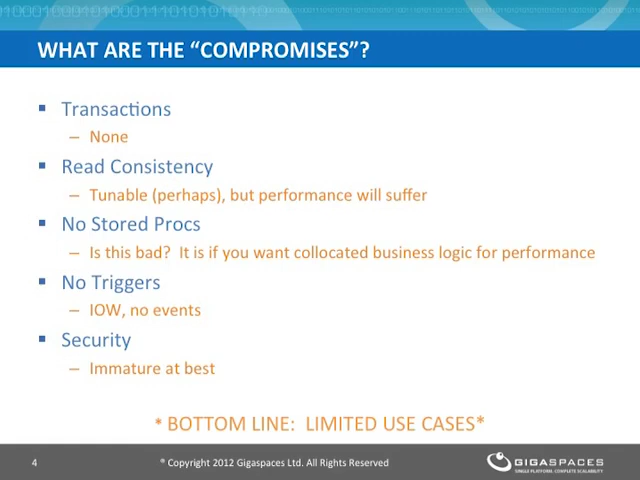 10001000100001110101010
WHAT ARE THE “COMPROMISES”?
▪ Transactions
– None
▪ Read Consistency
– Tunable (perhaps), but performance will suffer
▪ No Stored Procs
– Is this bad? It is if you want collocated business logic for performance
▪ No Triggers
– IOW, no events
▪ Security
– Immature at best
* BOTTOM LINE: LIMITED USE CASES*
4
® Copyright 2012 Gigaspaces Ltd. All Rights Reserved
GIGASPACES
SINGLE PLATFORM. COMPLETE SCALABILITY.